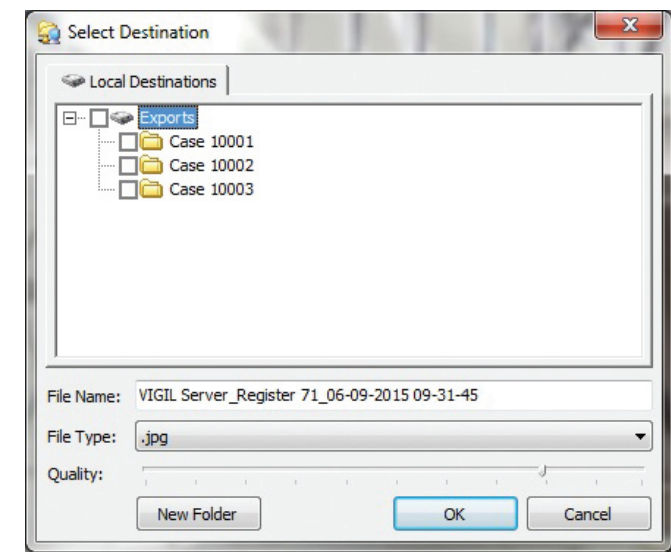 Select Destination
Local Destinations
Exports
Case 10001
Case 10002
Case 10003
File Name: VIGIL Server_Register 71_06-09-2015 09-31-45
File Type: .jpg
Quality:
New Folder OK Cancel